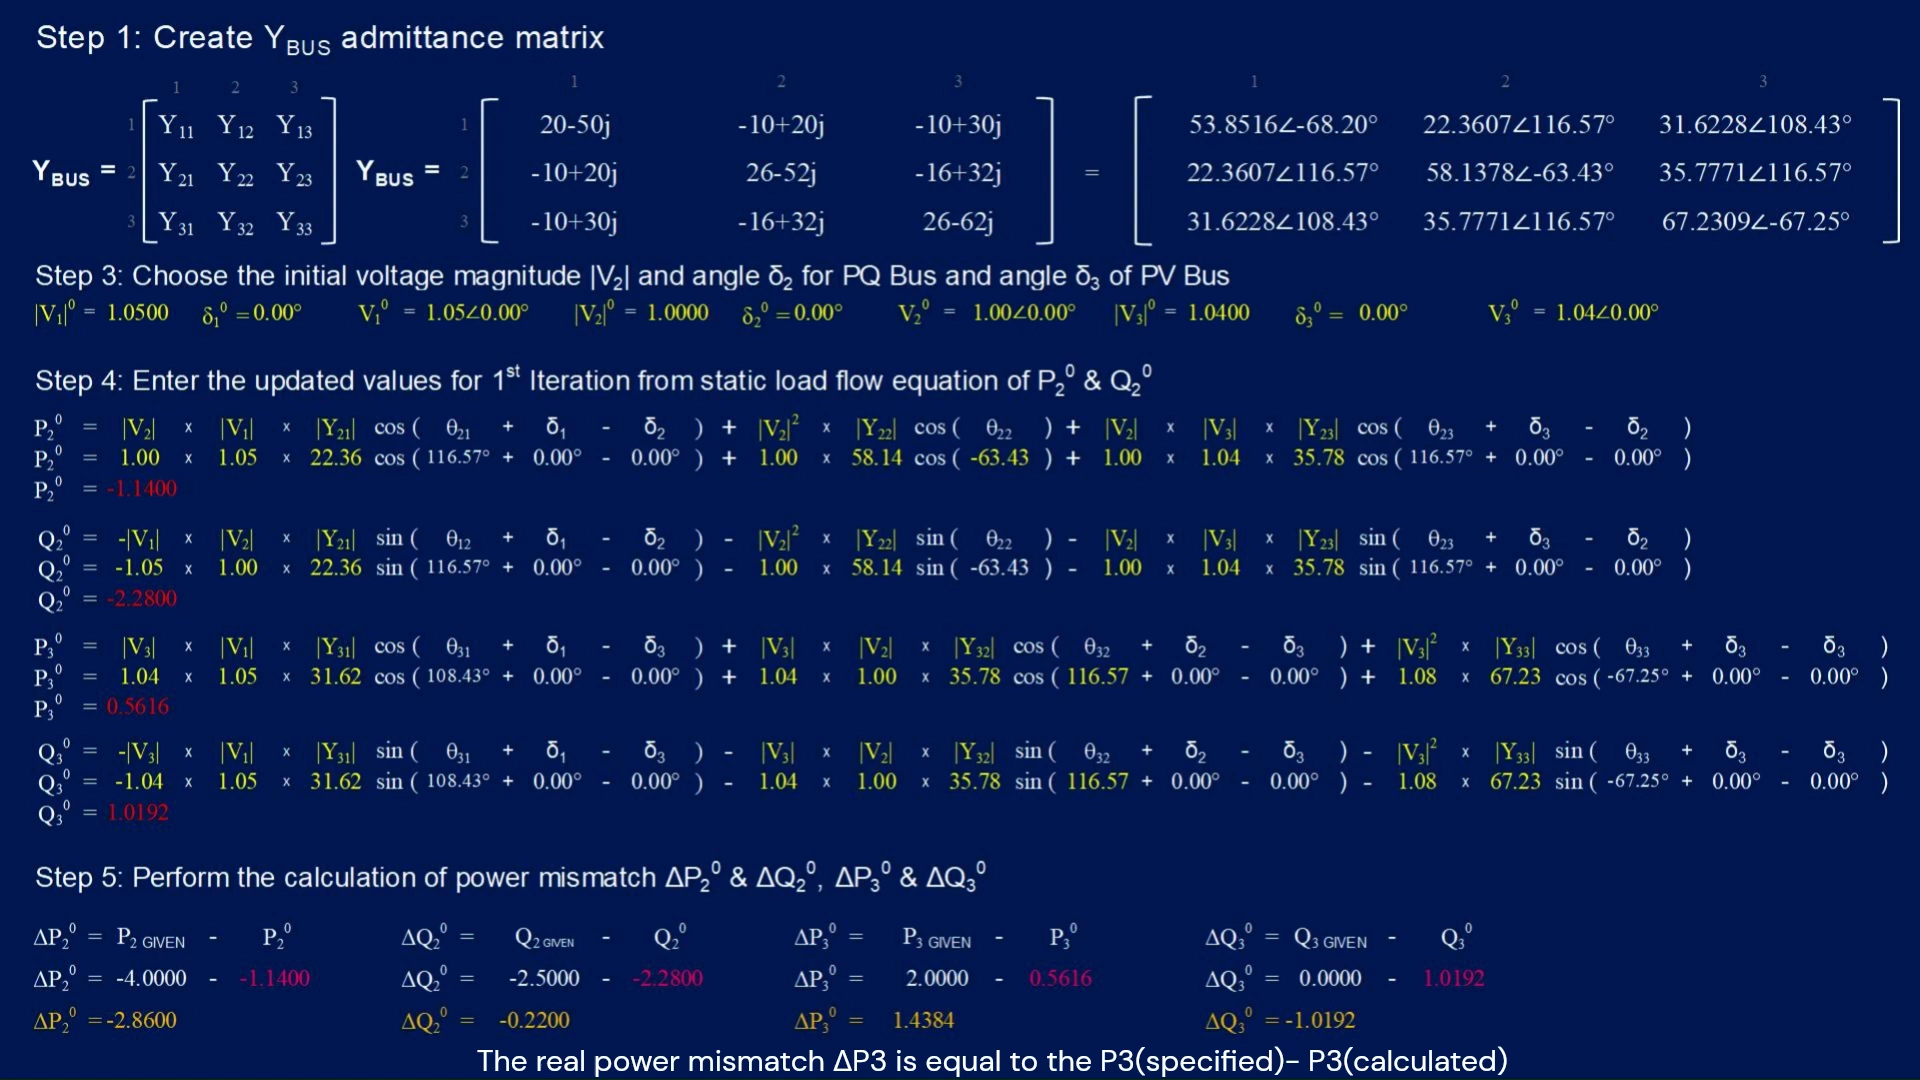 Step 1: Create Y_BUS admittance matrix
1 2 3 1 2 3 1 2 3
1 Y₁₁ Y₁₂ Y₁₃ 1 20-50j -10+20j -10+30j 53.8516∠-68.20° 22.3607∠116.57° 31.6228∠108.43°
Y_BUS = 2 Y₂₁ Y₂₂ Y₂₃ Y_BUS = 2 -10+20j 26-52j -16+32j = 22.3607∠116.57° 58.1378∠-63.43° 35.7771∠116.57°
3 Y₃₁ Y₃₂ Y₃₃ 3 -10+30j -16+32j 26-62j 31.6228∠108.43° 35.7771∠116.57° 67.2309∠-67.25°
Step 3: Choose the initial voltage magnitude |V₂| and angle δ₂ for PQ Bus and angle δ₃ of PV Bus
|V₁|⁰ = 1.0500 δ₁⁰ = 0.00° V₁⁰ = 1.05∠0.00° |V₂|⁰ = 1.0000 δ₂⁰ = 0.00° V₂⁰ = 1.00∠0.00° |V₃|⁰ = 1.0400 δ₃⁰ = 0.00° V₃⁰ = 1.04∠0.00°
Step 4: Enter the updated values for 1ˢᵗ Iteration from static load flow equation of P₂⁰ & Q₂⁰
P₂⁰ = |V₂| x |V₁| x |Y₂₁| cos ( θ₂₁ + δ₁ - δ₂ ) + |V₂|² x |Y₂₂| cos ( θ₂₂ ) + |V₂| x |V₃| x |Y₂₃| cos ( θ₂₃ + δ₃ - δ₂ )
P₂⁰ = 1.00 x 1.05 x 22.36 cos ( 116.57° + 0.00° - 0.00° ) + 1.00 x 58.14 cos ( -63.43 ) + 1.00 x 1.04 x 35.78 cos ( 116.57° + 0.00° - 0.00° )
P₂⁰ = -1.1400
Q₂⁰ = -|V₁| x |V₂| x |Y₂₁| sin ( θ₁₂ + δ₁ - δ₂ ) - |V₂|² x |Y₂₂| sin ( θ₂₂ ) - |V₂| x |V₃| x |Y₂₃| sin ( θ₂₃ + δ₃ - δ₂ )
Q₂⁰ = -1.05 x 1.00 x 22.36 sin ( 116.57° + 0.00° - 0.00° ) - 1.00 x 58.14 sin ( -63.43 ) - 1.00 x 1.04 x 35.78 sin ( 116.57° + 0.00° - 0.00° )
Q₂⁰ = -2.2800
P₃⁰ = |V₃| x |V₁| x |Y₃₁| cos ( θ₃₁ + δ₁ - δ₃ ) + |V₃| x |V₂| x |Y₃₂| cos ( θ₃₂ + δ₂ - δ₃ ) + |V₃|² x |Y₃₃| cos ( θ₃₃ + δ₃ - δ₃ )
P₃⁰ = 1.04 x 1.05 x 31.62 cos ( 108.43° + 0.00° - 0.00° ) + 1.04 x 1.00 x 35.78 cos ( 116.57 + 0.00° - 0.00° ) + 1.08 x 67.23 cos ( -67.25° + 0.00° - 0.00° )
P₃⁰ = 0.5616
Q₃⁰ = -|V₃| x |V₁| x |Y₃₁| sin ( θ₃₁ + δ₁ - δ₃ ) - |V₃| x |V₂| x |Y₃₂| sin ( θ₃₂ + δ₂ - δ₃ ) - |V₃|² x |Y₃₃| sin ( θ₃₃ + δ₃ - δ₃ )
Q₃⁰ = -1.04 x 1.05 x 31.62 sin ( 108.43° + 0.00° - 0.00° ) - 1.04 x 1.00 x 35.78 sin ( 116.57 + 0.00° - 0.00° ) - 1.08 x 67.23 sin ( -67.25° + 0.00° - 0.00° )
Q₃⁰ = 1.0192
Step 5: Perform the calculation of power mismatch ΔP₂⁰ & ΔQ₂⁰, ΔP₃⁰ & ΔQ₃⁰
ΔP₂⁰ = P₂ GIVEN - P₂⁰ ΔQ₂⁰ = Q₂ GIVEN - Q₂⁰ ΔP₃⁰ = P₃ GIVEN - P₃⁰ ΔQ₃⁰ = Q₃ GIVEN - Q₃⁰
ΔP₂⁰ = -4.0000 - -1.1400 ΔQ₂⁰ = -2.5000 - -2.2800 ΔP₃⁰ = 2.0000 - 0.5616 ΔQ₃⁰ = 0.0000 - 1.0192
ΔP₂⁰ = -2.8600 ΔQ₂⁰ = -0.2200 ΔP₃⁰ = 1.4384 ΔQ₃⁰ = -1.0192
The real power mismatch ΔP3 is equal to the P3(specified)– P3(calculated)